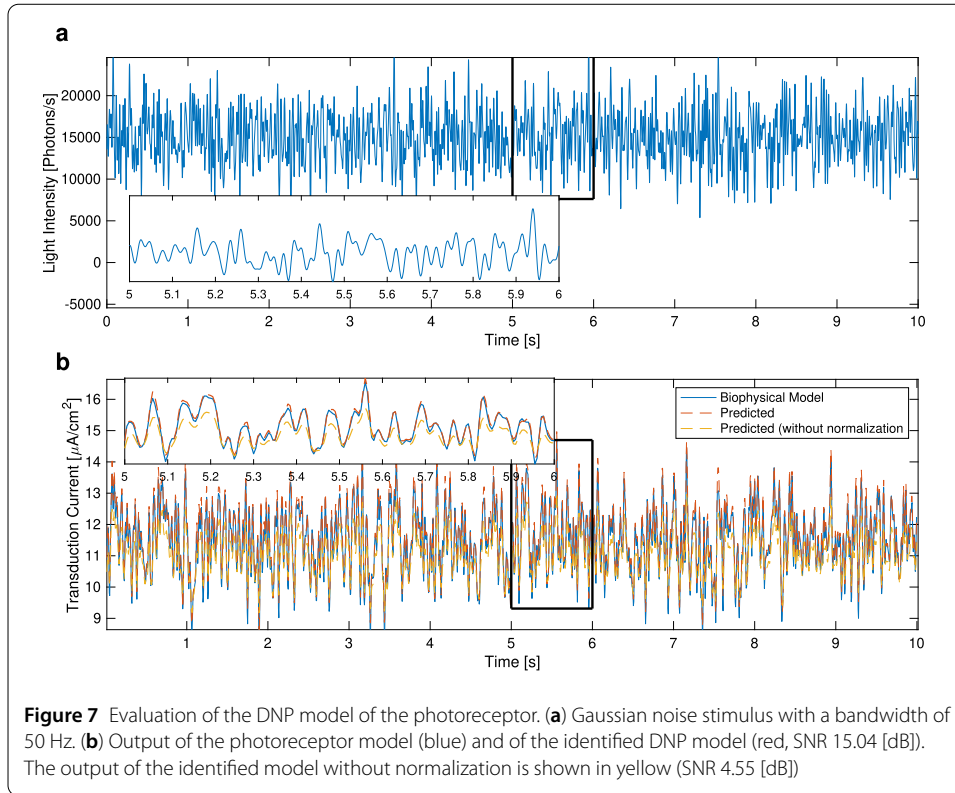 a
Light Intensity [Photons/s]
20000
15000
10000
5000
0
-5000
5 5.1 5.2 5.3 5.4 5.5 5.6 5.7 5.8 5.9 6
0 1 2 3 4 5 6 7 8 9 10
Time [s]
b
Transduction Current [μA/cm²]
16
15
14
13
12
11
10
9
5 5.1 5.2 5.3 5.4 5.5 5.6 5.7 5.8 5.9 6
Biophysical Model
Predicted
Predicted (without normalization
1 2 3 4 5 6 7 8 9 10
Time [s]
Figure 7 Evaluation of the DNP model of the photoreceptor. (a) Gaussian noise stimulus with a bandwidth of
50 Hz. (b) Output of the photoreceptor model (blue) and of the identified DNP model (red, SNR 15.04 [dB]).
The output of the identified model without normalization is shown in yellow (SNR 4.55 [dB])